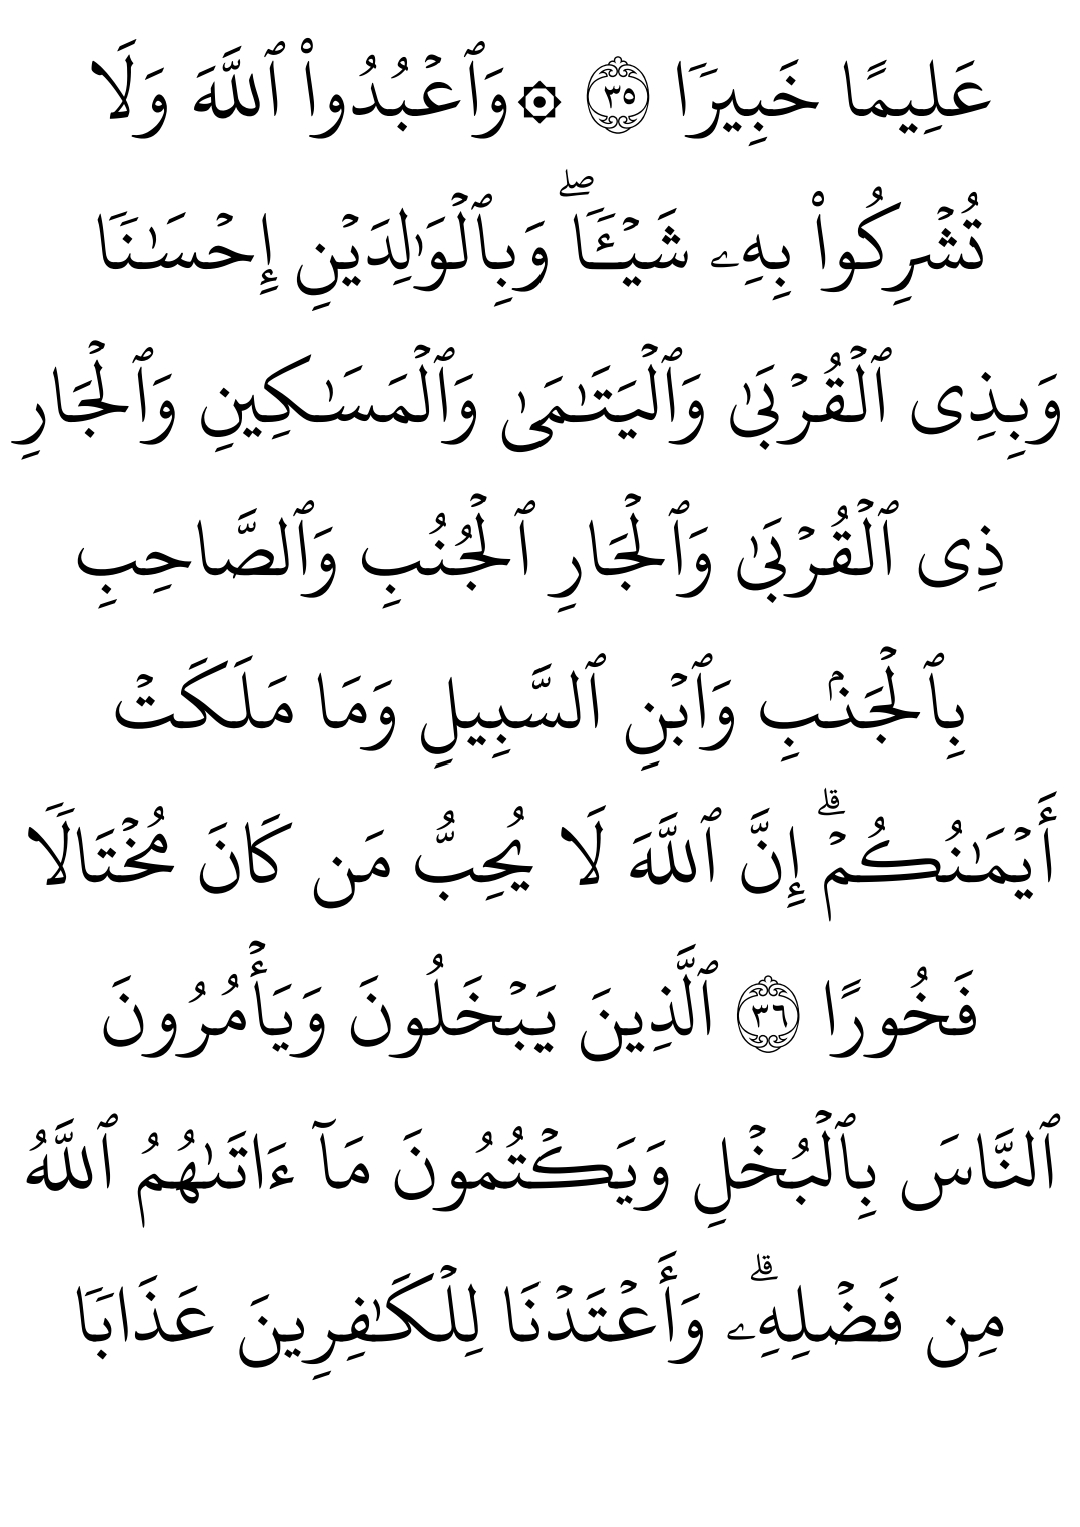 عَلِيمًا خَبِيرٗا ٣٥ ۞وَٱعۡبُدُواْ ٱللَّهَ وَلَا
تُشۡرِكُواْ بِهِۦ شَيۡـٔٗاۖ وَبِٱلۡوَٰلِدَيۡنِ إِحۡسَٰنٗا
وَبِذِي ٱلۡقُرۡبَىٰ وَٱلۡيَتَٰمَىٰ وَٱلۡمَسَٰكِينِ وَٱلۡجَارِ
ذِي ٱلۡقُرۡبَىٰ وَٱلۡجَارِ ٱلۡجُنُبِ وَٱلصَّاحِبِ
بِٱلۡجَنۢبِ وَٱبۡنِ ٱلسَّبِيلِ وَمَا مَلَكَتۡ
أَيۡمَٰنُكُمۡۗ إِنَّ ٱللَّهَ لَا يُحِبُّ مَن كَانَ مُخۡتَالٗا
فَخُورًا ٣٦ ٱلَّذِينَ يَبۡخَلُونَ وَيَأۡمُرُونَ
ٱلنَّاسَ بِٱلۡبُخۡلِ وَيَكۡتُمُونَ مَآ ءَاتَىٰهُمُ ٱللَّهُ
مِن فَضۡلِهِۦۗ وَأَعۡتَدۡنَا لِلۡكَٰفِرِينَ عَذَابٗا